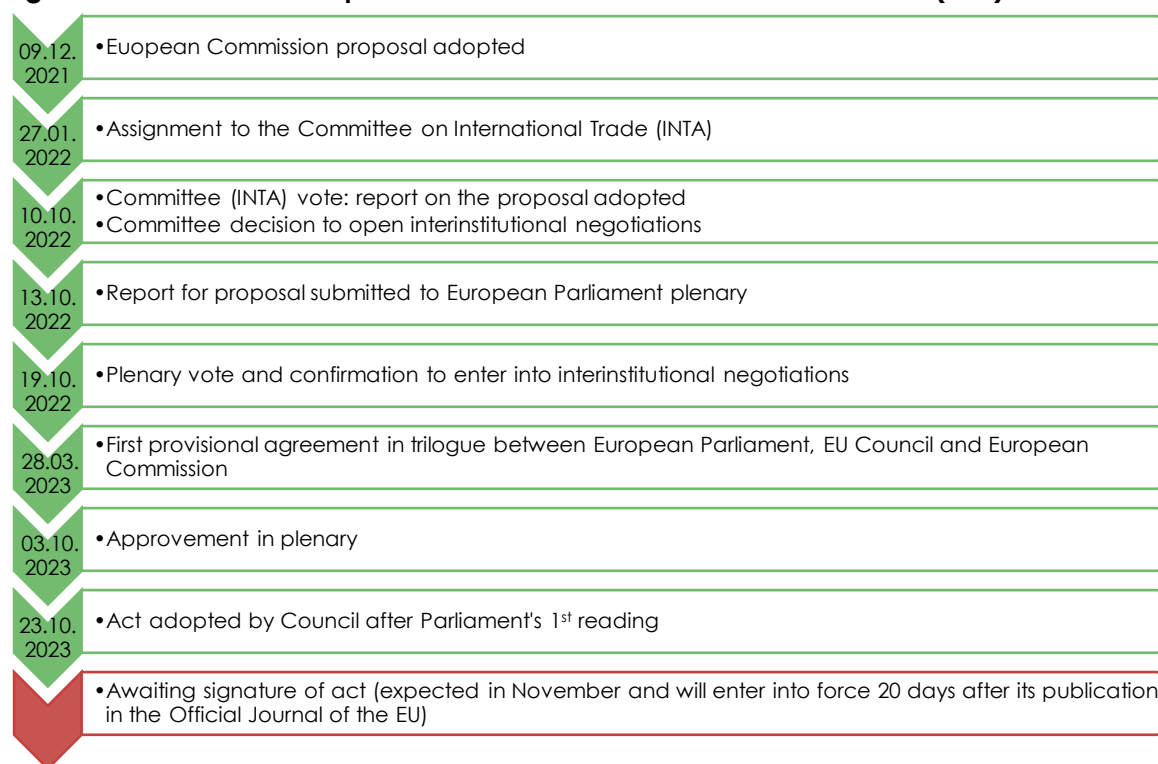 09.12.
2021
•Euopean Commission proposal adopted
27.01.
2022
•Assignment to the Committee on International Trade (INTA)
10.10.
2022
•Committee (INTA) vote: report on the proposal adopted
•Committee decision to open interinstitutional negotiations
13.10.
2022
•Report for proposal submitted to European Parliament plenary
19.10.
2022
•Plenary vote and confirmation to enter into interinstitutional negotiations
28.03.
2023
•First provisional agreement in trilogue between European Parliament, EU Council and European
Commission
03.10.
2023
•Approvement in plenary
23.10.
2023
•Act adopted by Council after Parliament's 1st reading
•Awaiting signature of act (expected in November and will enter into force 20 days after its publication
in the Official Journal of the EU)